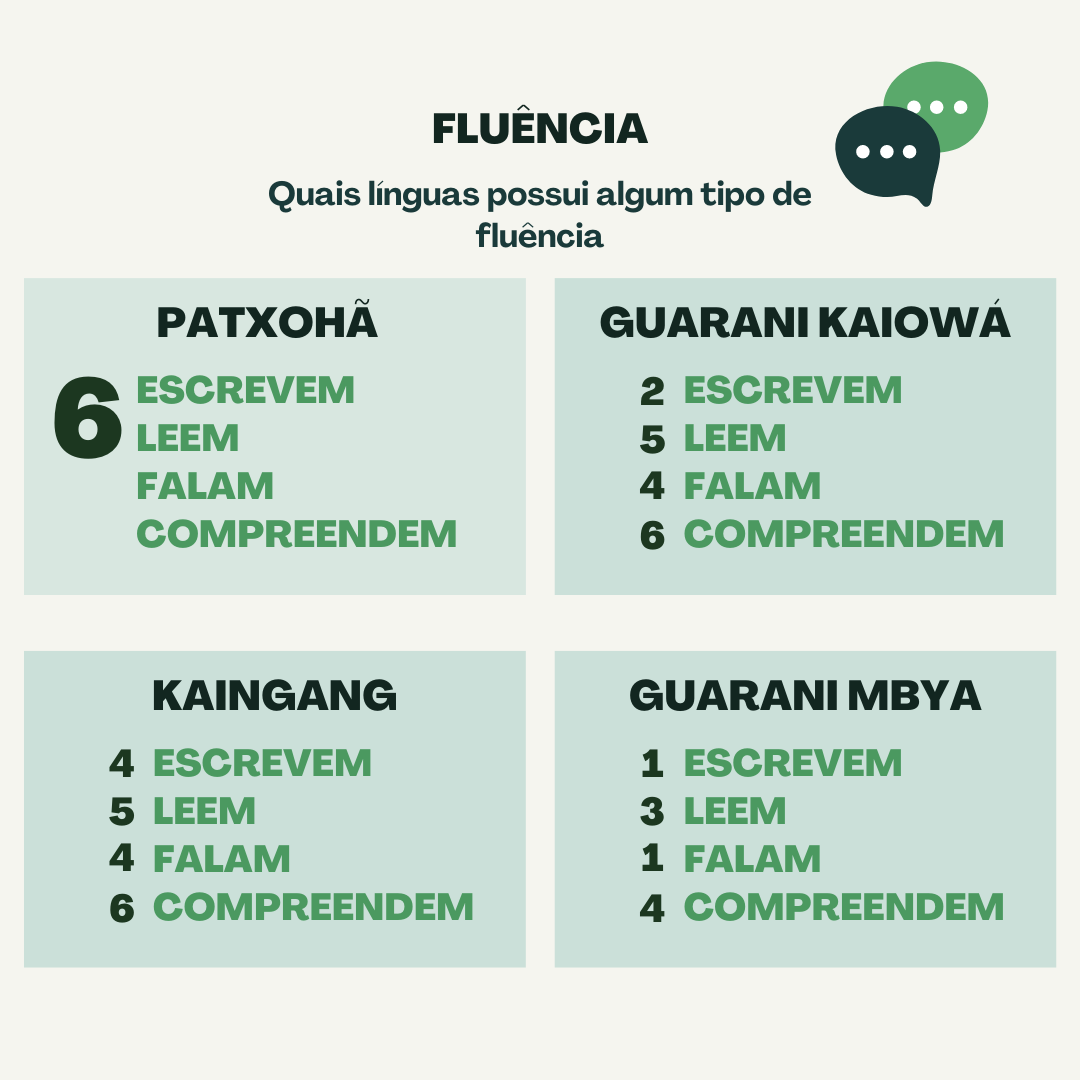 FLUÊNCIA
Quais línguas possui algum tipo de
fluência
PATXOHÃ
6 ESCREVEM
LEEM
FALAM
COMPREENDEM
GUARANI KAIOWÁ
2 ESCREVEM
5 LEEM
4 FALAM
6 COMPREENDEM
KAINGANG
4 ESCREVEM
5 LEEM
4 FALAM
6 COMPREENDEM
GUARANI MBYA
1 ESCREVEM
3 LEEM
1 FALAM
4 COMPREENDEM